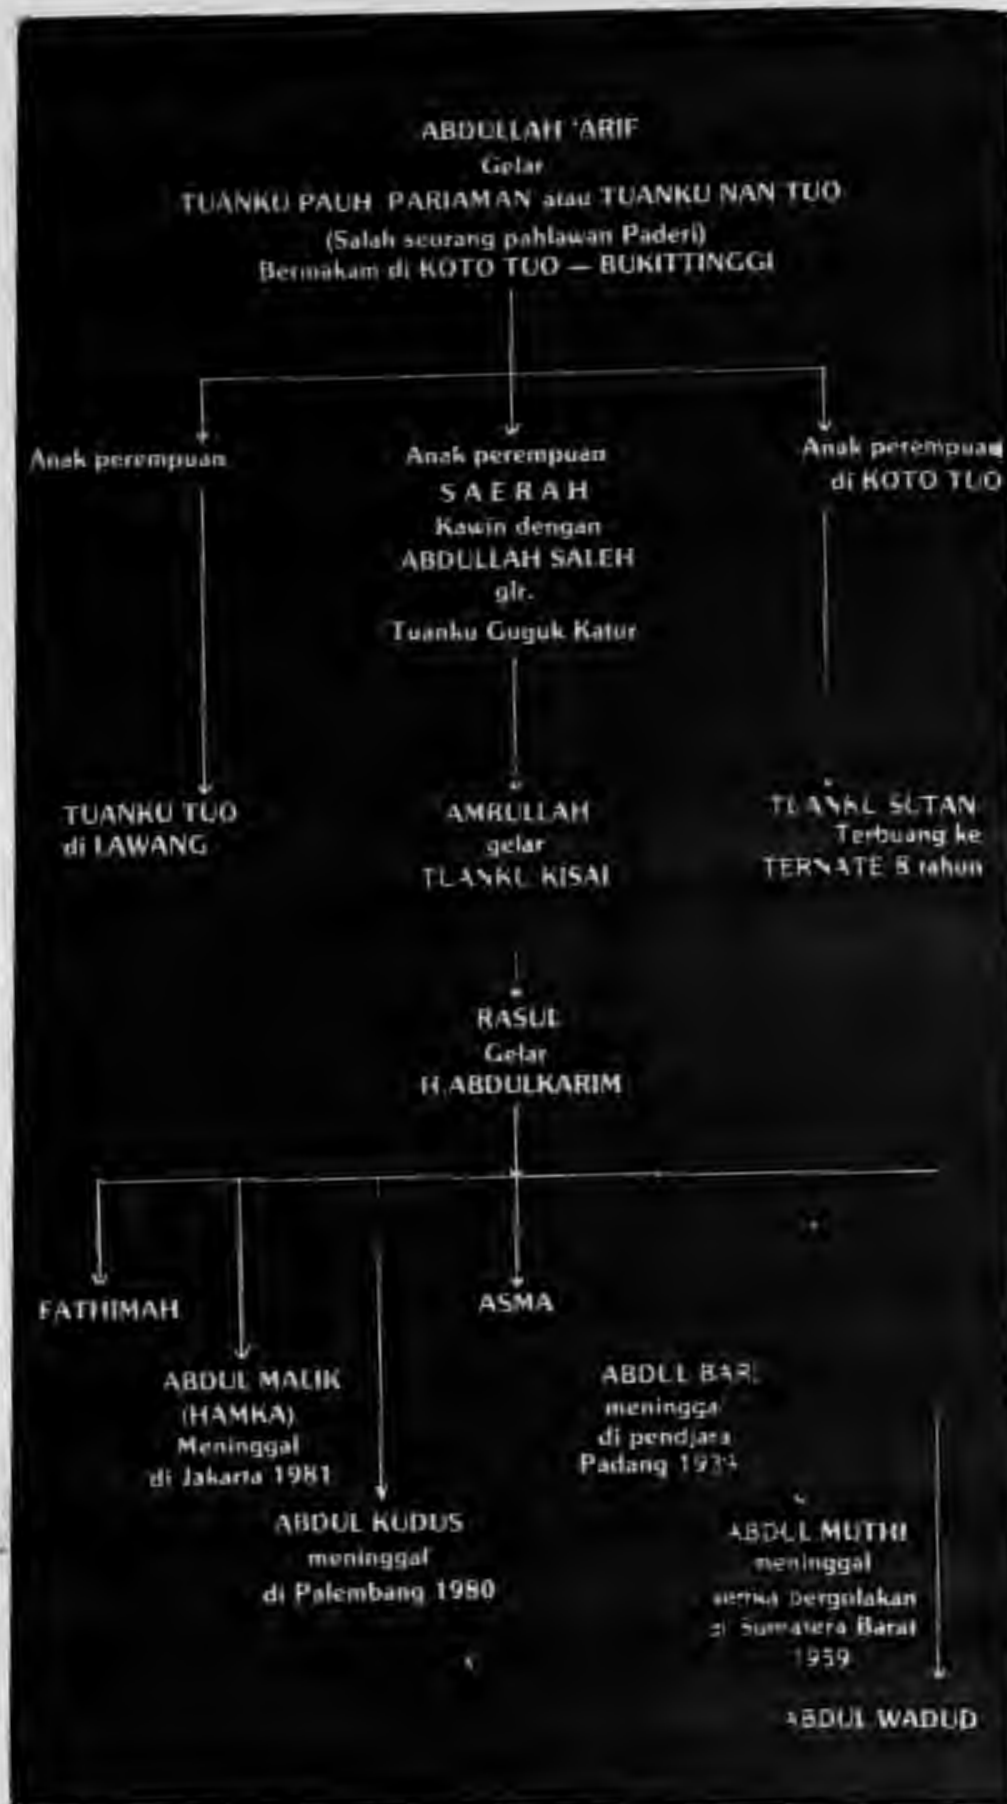 ABDULLAH 'ARIF
Gelar
TUANKU PAUH PARIAMAN atau TUANKU NAN TUO
(Salah seorang pahlawan Paderi)
Bermakam di KOTO TUO — BUKITTINGGI
Anak perempuan
Anak perempuan
SAERAH
Kawin dengan
ABDULLAH SALEH
glr.
Tuanku Guguk Katur
Anak perempuan
di KOTO TUO
TUANKU TUO
di LAWANG
AMRULLAH
gelar
TUANKU KISAI
TUANKU SUTAN
Terbuang ke
TERNATE 8 tahun
RASUL
Gelar
H.ABDULKARIM
FATHIMAH
ABDUL MALIK
(HAMKA)
Meninggal
di Jakarta 1981
ABDUL KUDUS
meninggal
di Palembang 1980
ASMA
ABDUL BARI
meningga
di pendjara
Padang
ABDUL MUTHI
meninggal
pergolakan
di Sumatera Barat
1959
ABDUL WADUD